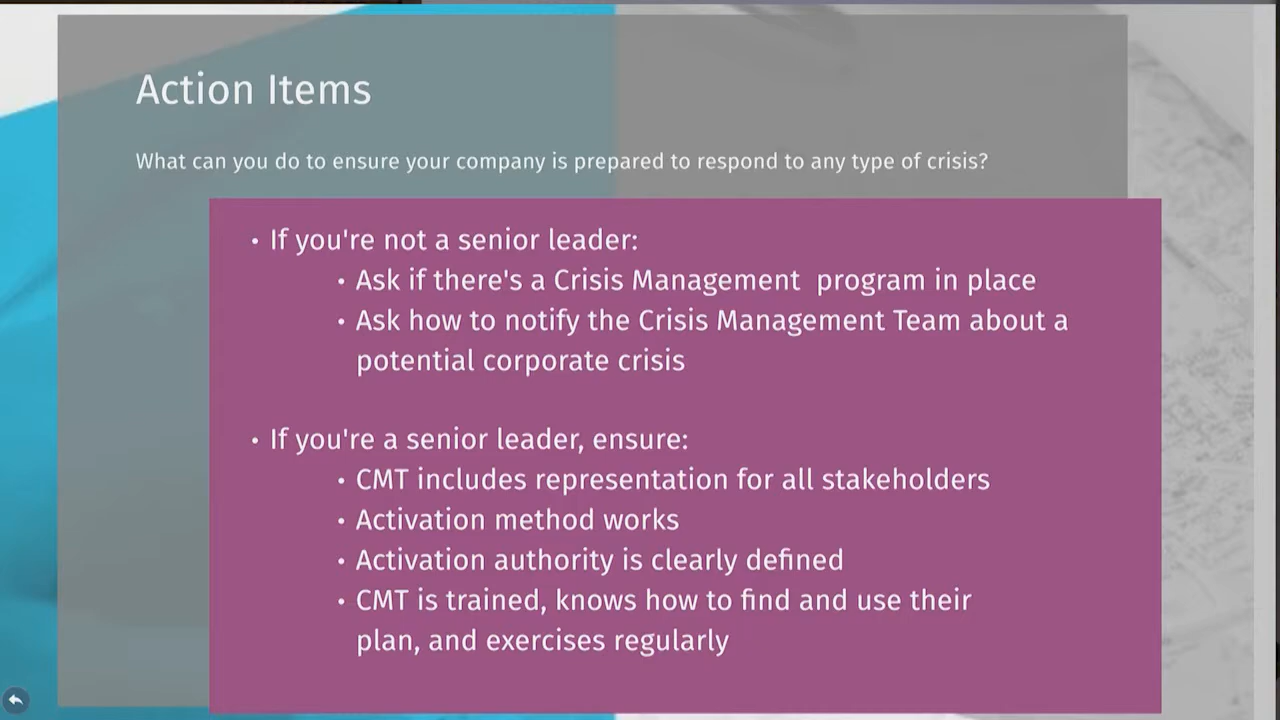 Action Items
What can you do to ensure your company is prepared to respond to any type of crisis?
• If you're not a senior leader:
• Ask if there's a Crisis Management  program in place
• Ask how to notify the Crisis Management Team about a
potential corporate crisis
• If you're a senior leader, ensure:
• CMT includes representation for all stakeholders
• Activation method works
• Activation authority is clearly defined
• CMT is trained, knows how to find and use their
plan, and exercises regularly